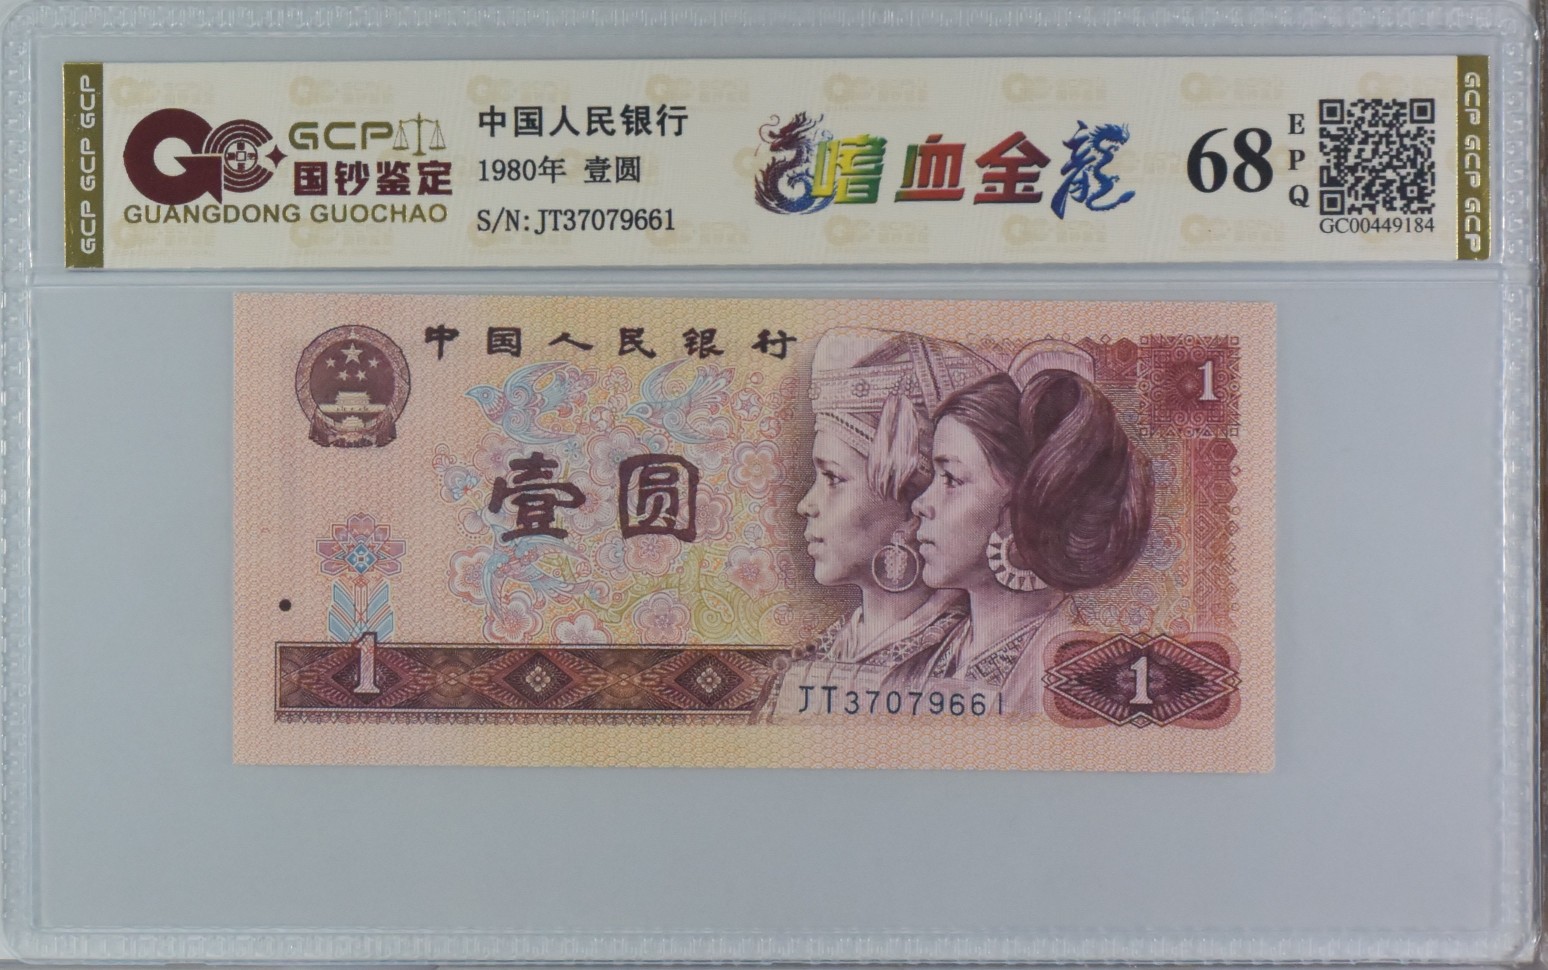 GCP GCP GCP
GCP
国钞鉴定
GUANGDONG GUOCHAO
中国人民银行
1980年 壹圆
S/N: JT37079661
嗜血金龍
68
EPQ
GC00449184
GCP GCP GCP
中国人民银行
1
壹圆
1
JT37079661
1